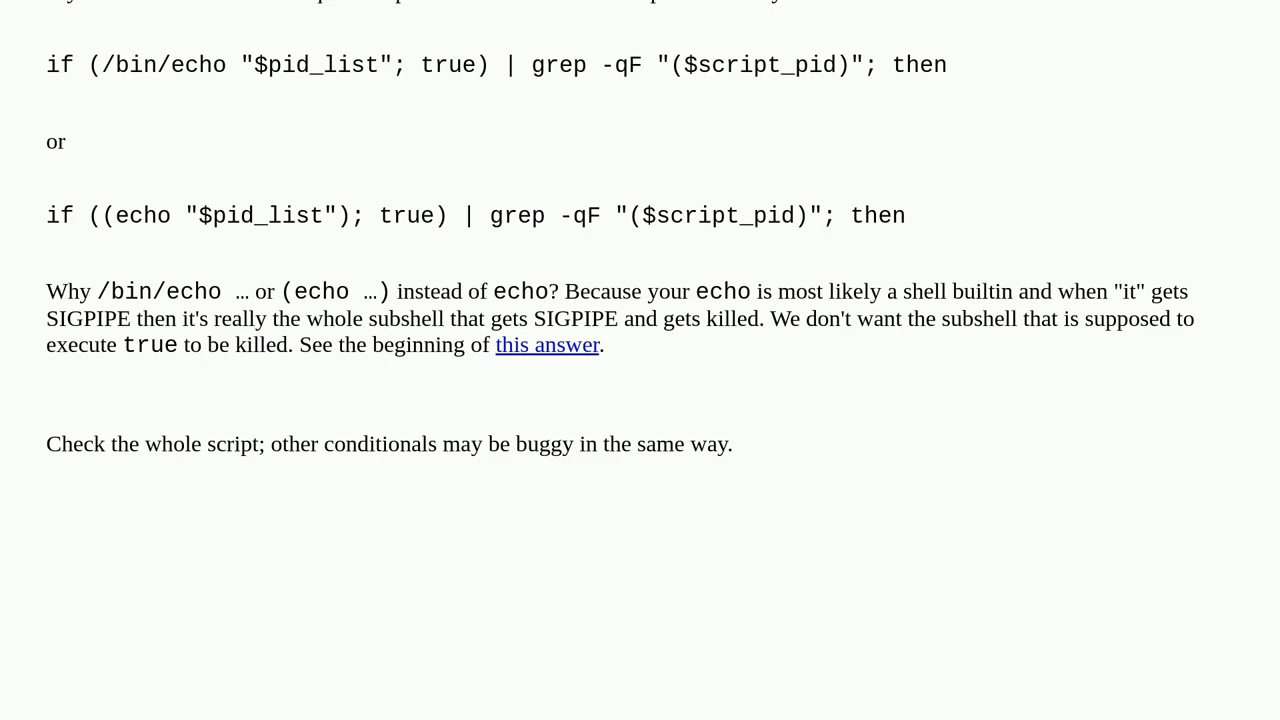 if (/bin/echo "$pid_list"; true) | grep -qF "($script_pid)"; then
or
if ((echo "$pid_list"); true) | grep -qF "($script_pid)"; then
Why /bin/echo … or (echo …) instead of echo? Because your echo is most likely a shell builtin and when "it" gets
SIGPIPE then it's really the whole subshell that gets SIGPIPE and gets killed. We don't want the subshell that is supposed to
execute true to be killed. See the beginning of this answer.
Check the whole script; other conditionals may be buggy in the same way.